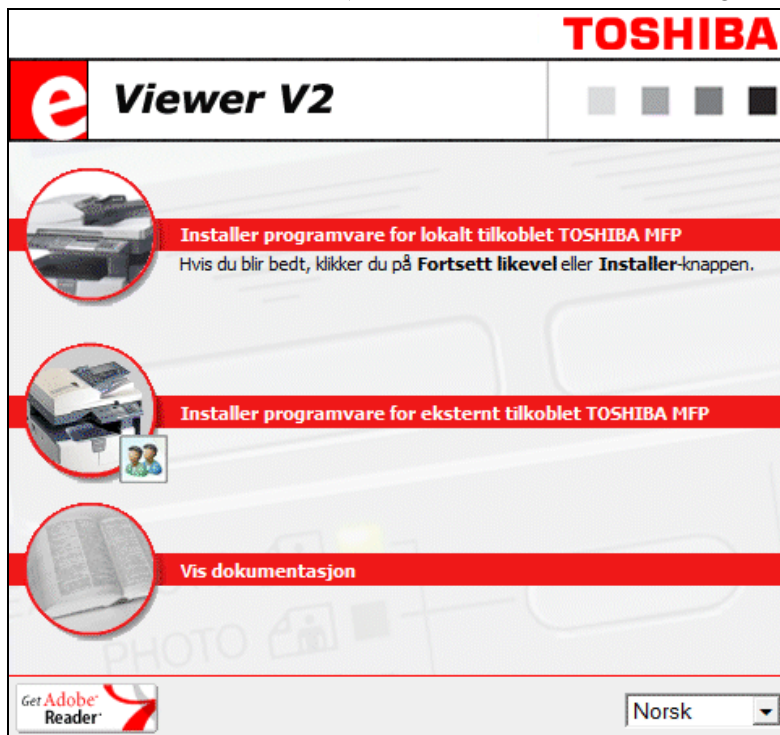 TOSHIBA
e Viewer V2
Installer programvare for lokalt tilkoblet TOSHIBA MFP
Hvis du blir bedt, klikker du på Fortsett likevel eller Installer-knappen.
Installer programvare for eksternt tilkoblet TOSHIBA MFP
Vis dokumentasjon
PHOTO
Get Adobe
Reader
Norsk